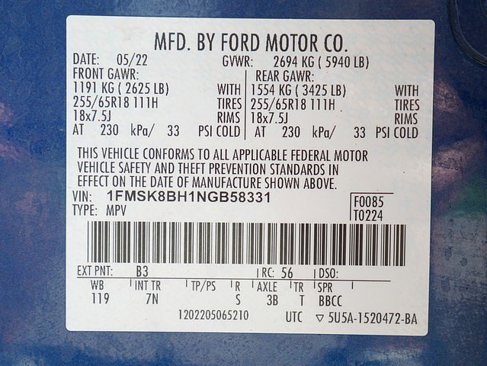 MFD. BY FORD MOTOR CO.
DATE: 05/22 GVWR: 2694 KG ( 5940 LB)
FRONT GAWR: REAR GAWR:
1191 KG ( 2625 LB) WITH 1554 KG ( 3425 LB) WITH
255/65R18 111H TIRES 255/65R18 111H TIRES
18x7.5J RIMS 18x7.5J RIMS
AT 230 kPa/ 33 PSI COLD AT 230 kPa/ 33 PSI COLD
THIS VEHICLE CONFORMS TO ALL APPLICABLE FEDERAL MOTOR
VEHICLE SAFETY AND THEFT PREVENTION STANDARDS IN
EFFECT ON THE DATE OF MANUFACTURE SHOWN ABOVE.
VIN: 1FMSK8BH1NGB58331 F0085
TYPE: MPV T0224
EXT PNT: B3 RC: 56 DSO:
WB INT TR TP/PS R AXLE TR SPR
119 7N S 3B T BBCC
1202205065210 UTC ▽ 5U5A-1520472-BA